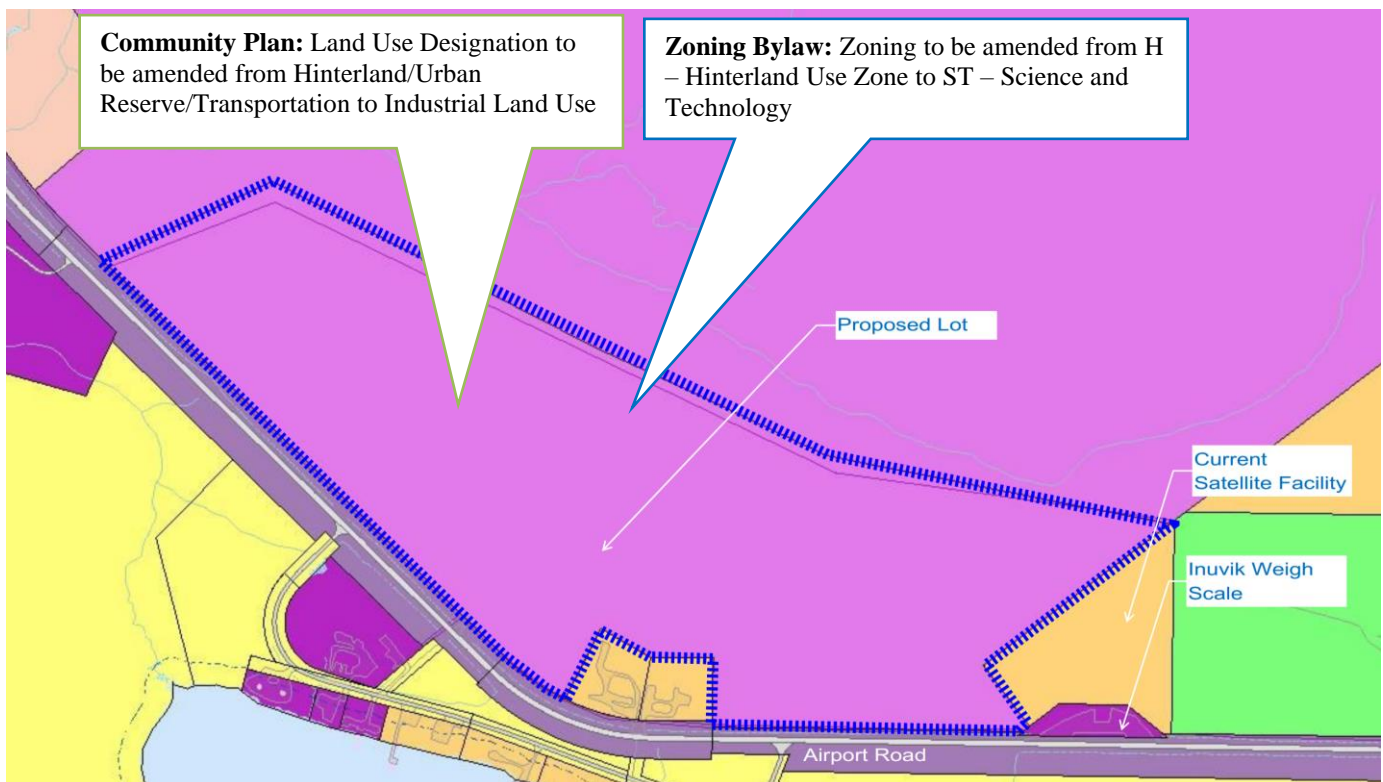 Community Plan: Land Use Designation to
be amended from Hinterland/Urban
Reserve/Transportation to Industrial Land Use
Zoning Bylaw: Zoning to be amended from H
– Hinterland Use Zone to ST – Science and
Technology
Proposed Lot
Current
Satellite Facility
Inuvik Weigh
Scale
Airport Road